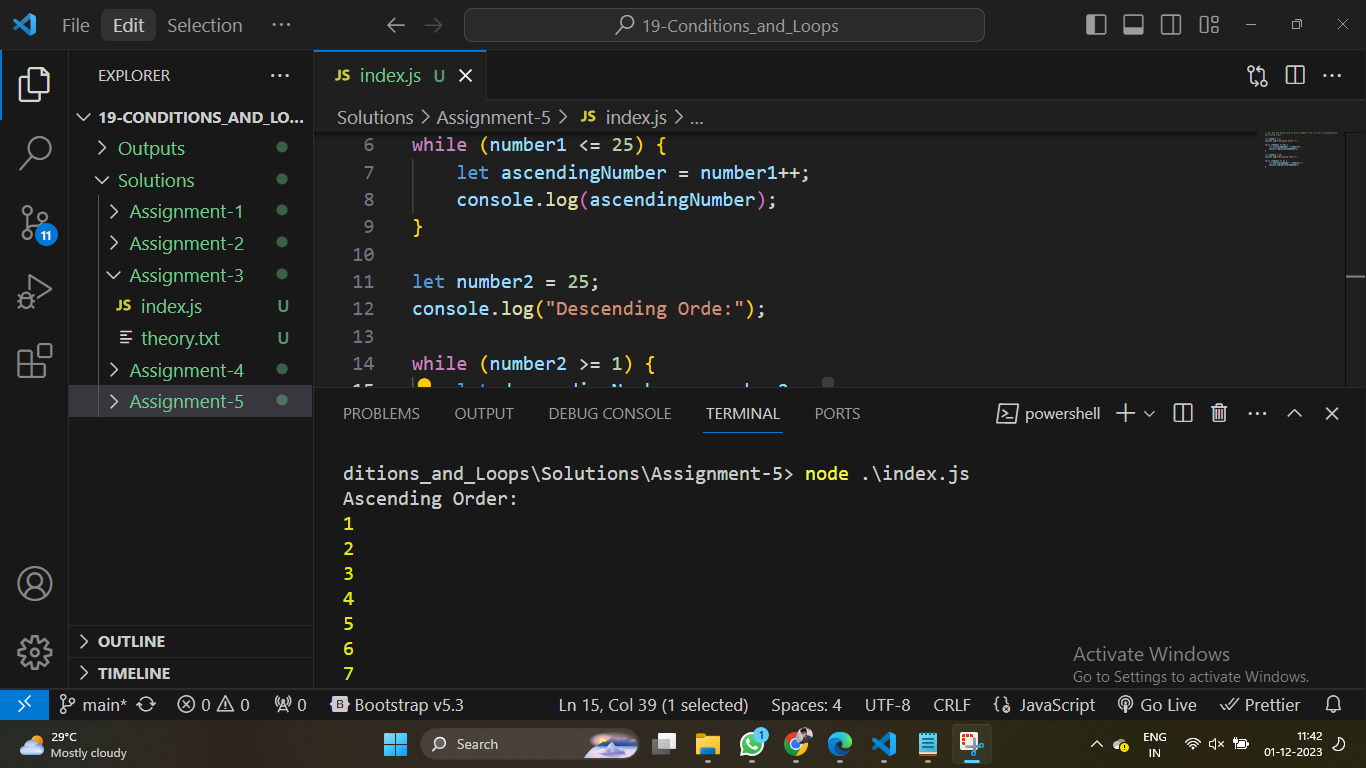 File Edit Selection ...
19-Conditions_and_Loops
EXPLORER ...
JS index.js U
19-CONDITIONS_AND_LO...
Outputs
Solutions
Assignment-1
Assignment-2
Assignment-3
JS index.js U
theory.txt U
Assignment-4
Assignment-5
11
OUTLINE
TIMELINE
Solutions > Assignment-5 > JS index.js > ...
6 while (number1 <= 25) {
7 let ascendingNumber = number1++;
8 console.log(ascendingNumber);
9 }
10
11 let number2 = 25;
12 console.log("Descending Orde:");
13
14 while (number2 >= 1) {
PROBLEMS OUTPUT DEBUG CONSOLE TERMINAL PORTS powershell
ditions_and_Loops\Solutions\Assignment-5> node .\index.js
Ascending Order:
1
2
3
4
5
6
7
Activate Windows
Go to Settings to activate Windows.
main* 0 0 0 B Bootstrap v5.3 Ln 15, Col 39 (1 selected) Spaces: 4 UTF-8 CRLF {} JavaScript Go Live Prettier
29°C
Mostly cloudy
Search
1
ENG
IN
11:42
01-12-2023